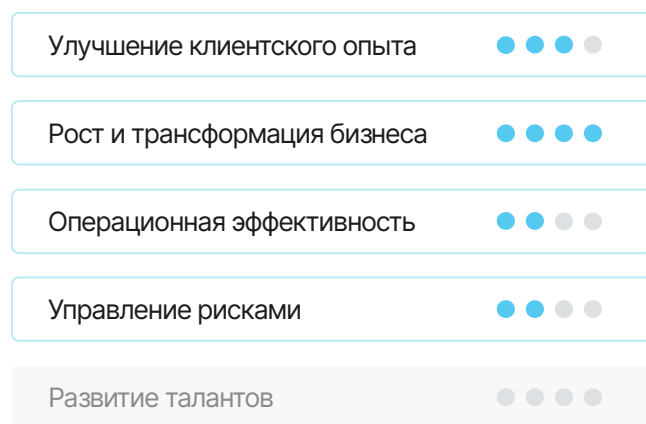 Улучшение клиентского опыта
Рост и трансформация бизнеса
Операционная эффективность
Управление рисками
Развитие талантов